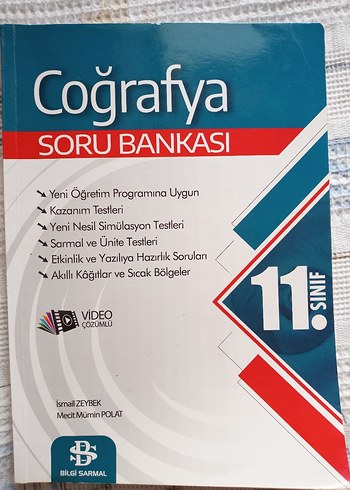 Coğrafya
SORU BANKASI
Yeni Öğretim Programına Uygun
Kazanım Testleri
Yeni Nesil Simülasyon Testleri
Sarmal ve Ünite Testleri
Etkinlik ve Yazılıya Hazırlık Soruları
Akıllı Kâğıtlar ve Sıcak Bölgeler
11. SINIF
VİDEO
ÇÖZÜMLÜ
İsmail ZEYBEK
Mecit Mümin POLAT
BS
BİLGİ SARMAL